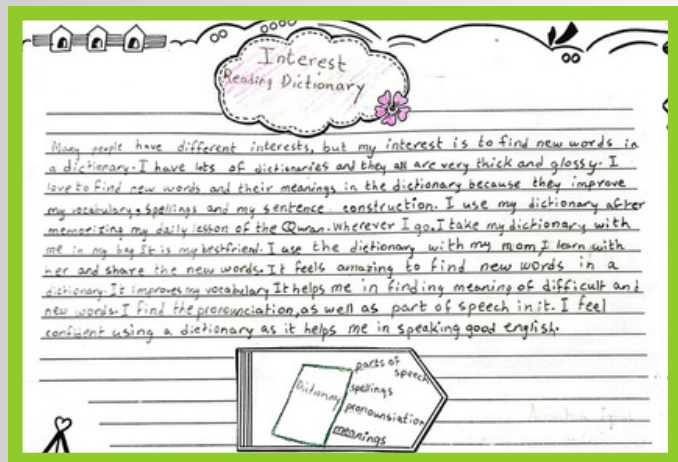 Interest
Reading Dictionary
Many people have different interests, but my interest is to find new words in
a dictionary. I have lots of dictionaries and they all are very thick and glossy. I
love to find new words and their meanings in the dictionary because they improve
my vocabulary, spellings and my sentence construction. I use my dictionary after
memorizing my daily lesson of the Quran. Wherever I go, I take my dictionary with
me in my bag It is my bestfriend. I use the dictionary with my mom, I learn with
her and share the new words. It feels amazing to find new words in a
dictionary. It improves my vocabulary It helps me in finding meaning of difficult and
new words. I find the pronounciation, as well as part of speech in it. I feel
confident using a dictionary as it helps me in speaking good english.
Dictionary
parts of
speech
spellings
pronounsiation
meanings